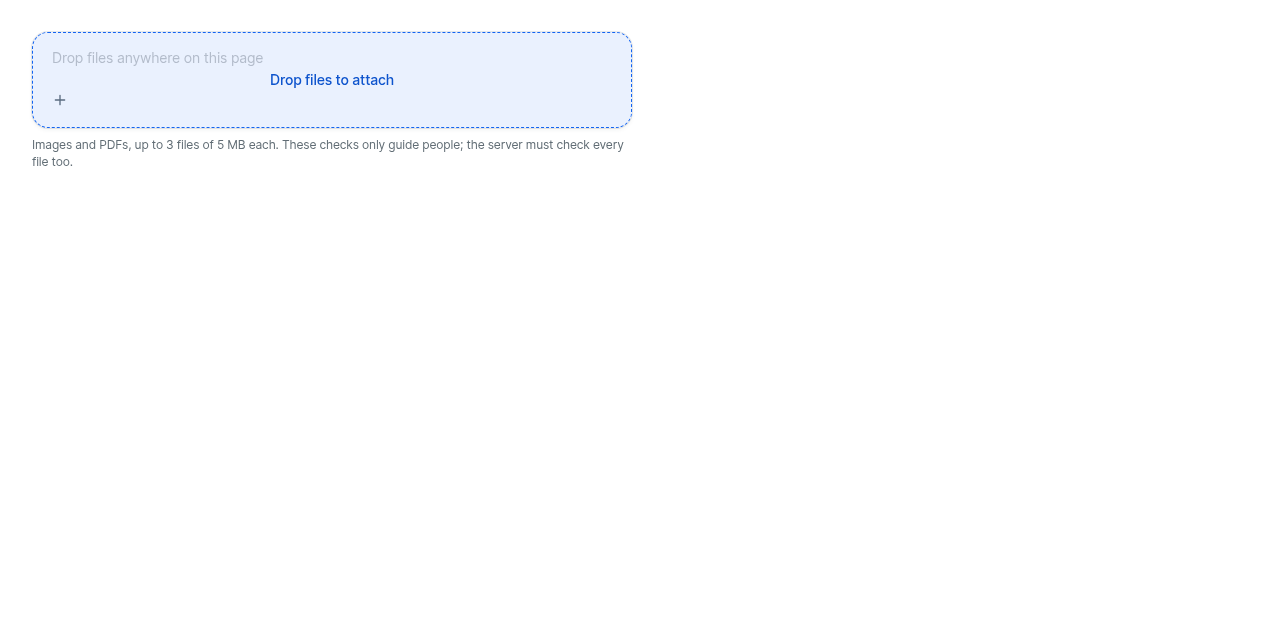 Drop files anywhere on this page
Drop files to attach
Images and PDFs, up to 3 files of 5 MB each. These checks only guide people; the server must check every
file too.